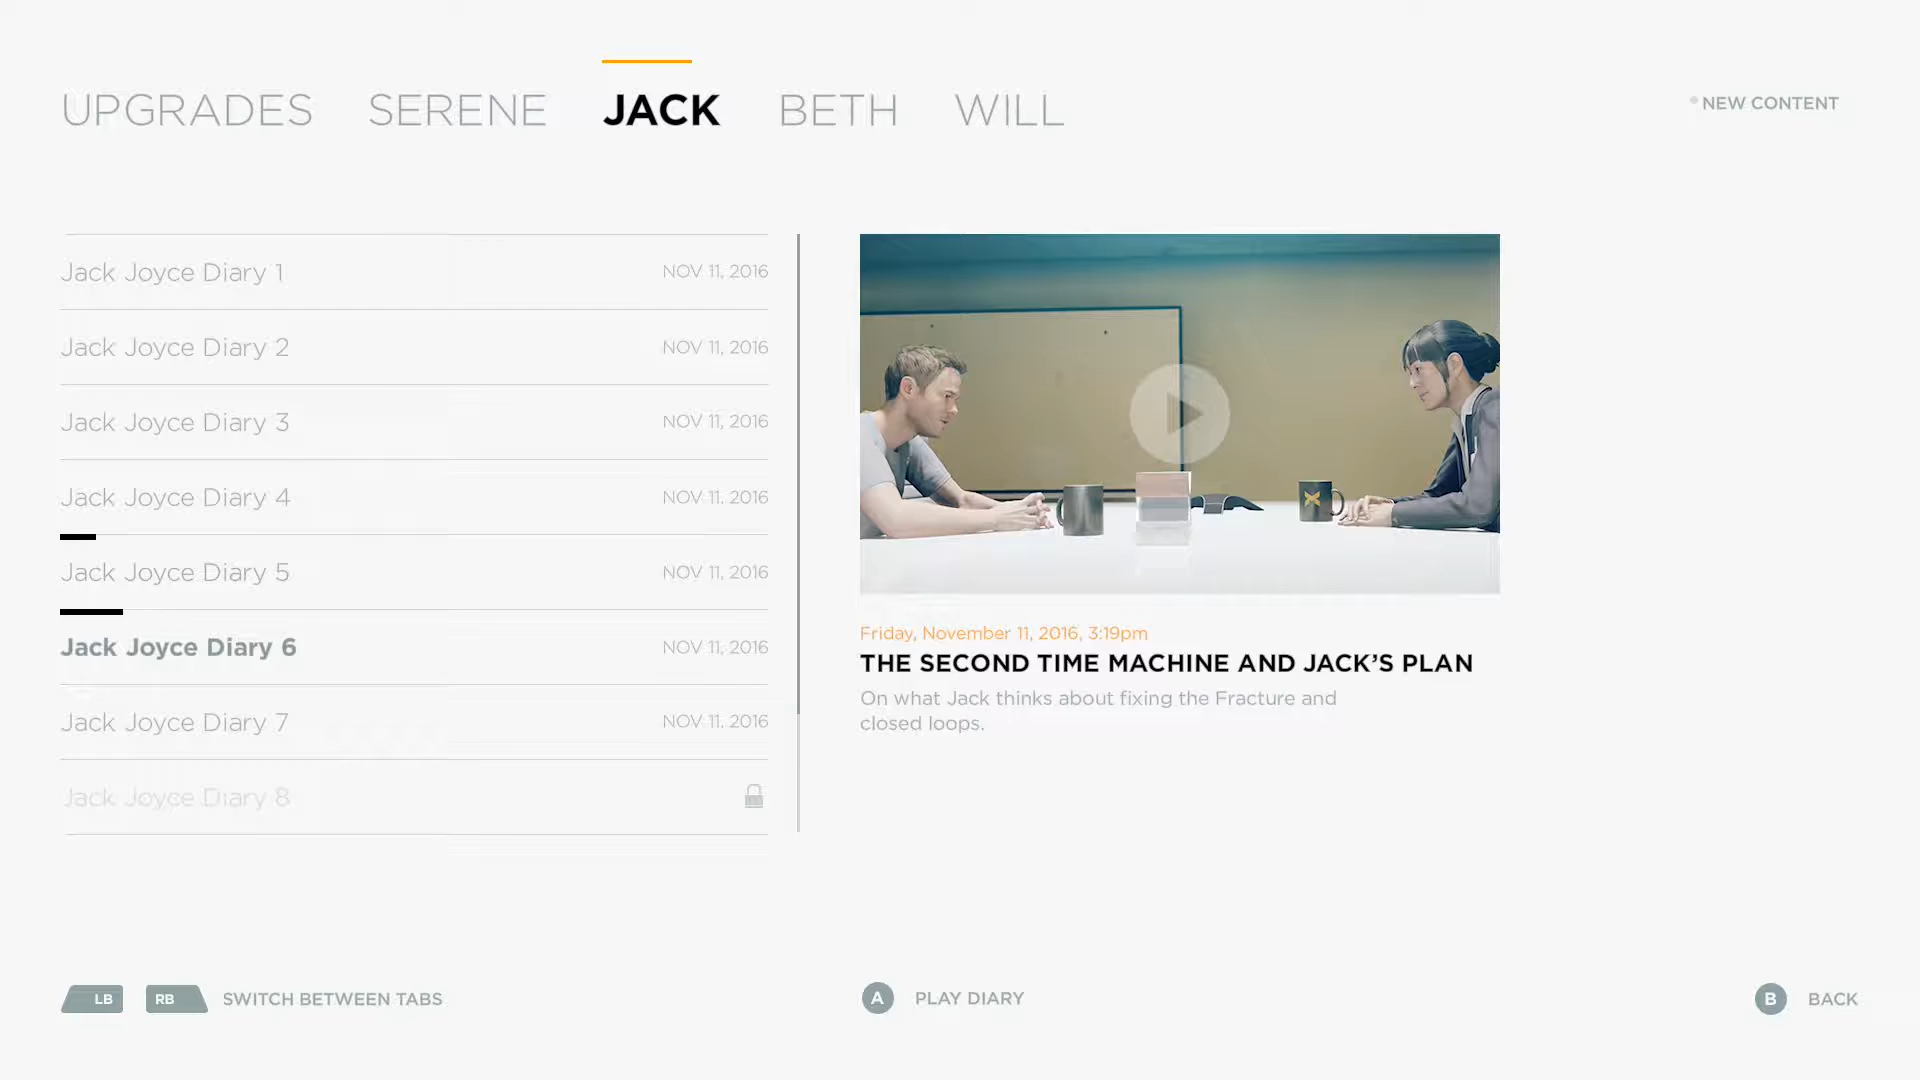 UPGRADES SERENE JACK BETH WILL
NEW CONTENT
Jack Joyce Diary 1 NOV 11, 2016
Jack Joyce Diary 2 NOV 11, 2016
Jack Joyce Diary 3 NOV 11, 2016
Jack Joyce Diary 4 NOV 11. 2016
Jack Joyce Diary 5 NOV 11, 2016
Jack Joyce Diary 6 NOV 11, 2016
Jack Joyce Diary 7 NOV 11. 2016
Jack Joyce Diary 8
Friday, November 11, 2016, 3:19pm
THE SECOND TIME MACHINE AND JACK’S PLAN
On what Jack thinks about fixing the Fracture and
closed loops.
LB RB SWITCH BETWEEN TABS
A PLAY DIARY
B BACK